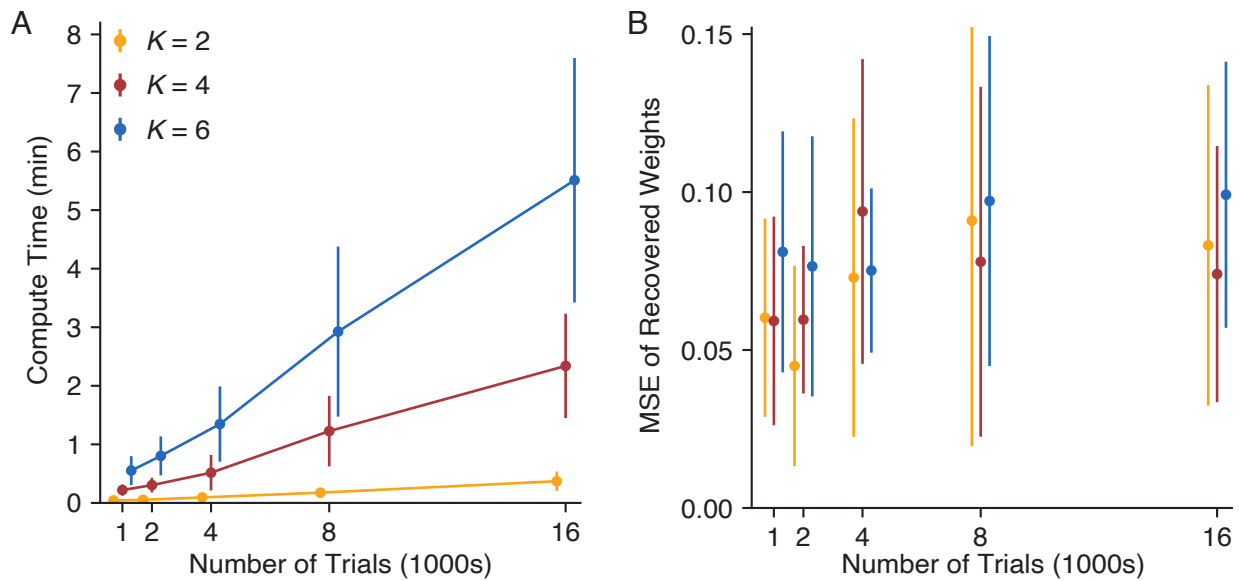 A
8
7
6
5
4
3
2
1
0
Compute Time (min)
K = 2
K = 4
K = 6
1 2 4 8 16
Number of Trials (1000s)
B
0.15
0.10
0.05
0.00
MSE of Recovered Weights
1 2 4 8 16
Number of Trials (1000s)